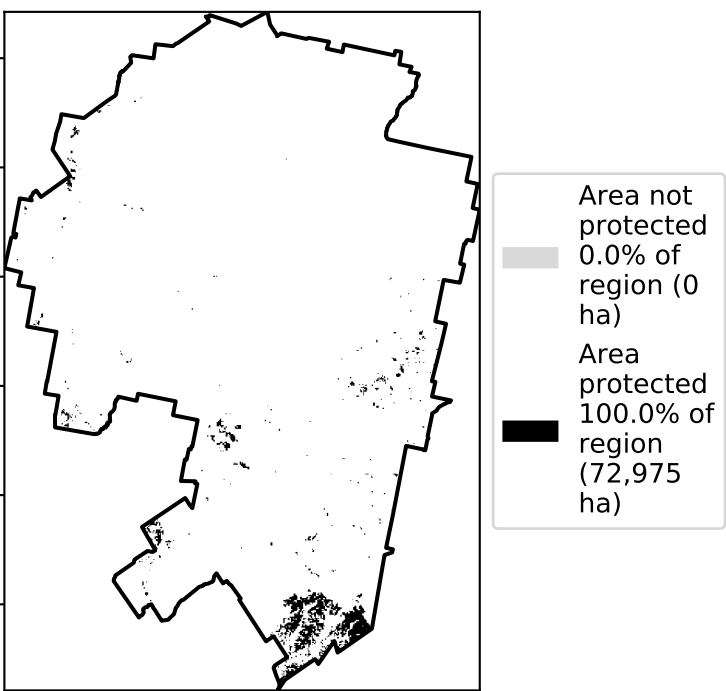 Area not
protected
0.0% of
region (0
ha)
Area
protected
100.0% of
region
(72,975
ha)